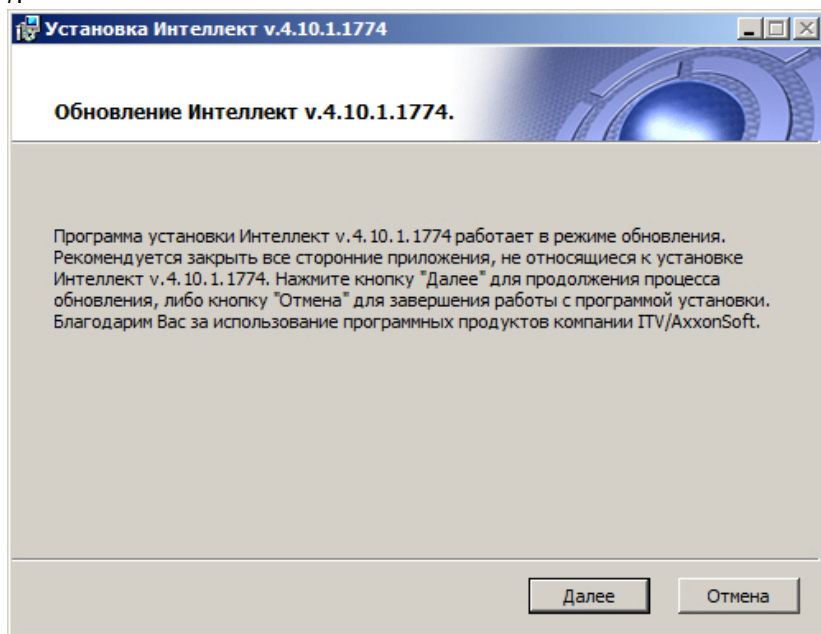 Установка Интеллект v.4.10.1.1774
Обновление Интеллект v.4.10.1.1774.
Программа установки Интеллект v.4.10.1.1774 работает в режиме обновления.
Рекомендуется закрыть все сторонние приложения, не относящиеся к установке
Интеллект v.4.10.1.1774. Нажмите кнопку "Далее" для продолжения процесса
обновления, либо кнопку "Отмена" для завершения работы с программой установки.
Благодарим Вас за использование программных продуктов компании ITV/AxxonSoft.
Далее
Отмена